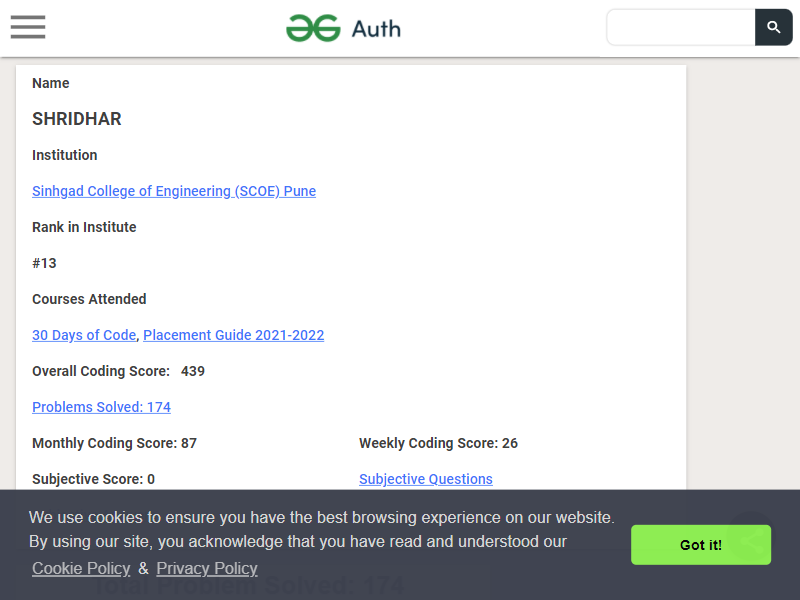 Auth
Name
SHRIDHAR
Institution
Sinhgad College of Engineering (SCOE) Pune
Rank in Institute
#13
Courses Attended
30 Days of Code, Placement Guide 2021-2022
Overall Coding Score: 439
Problems Solved: 174
Monthly Coding Score: 87 Weekly Coding Score: 26
Subjective Score: 0 Subjective Questions
We use cookies to ensure you have the best browsing experience on our website.
By using our site, you acknowledge that you have read and understood our
Cookie Policy & Privacy Policy
Got it!
Total Problem Solved: 174